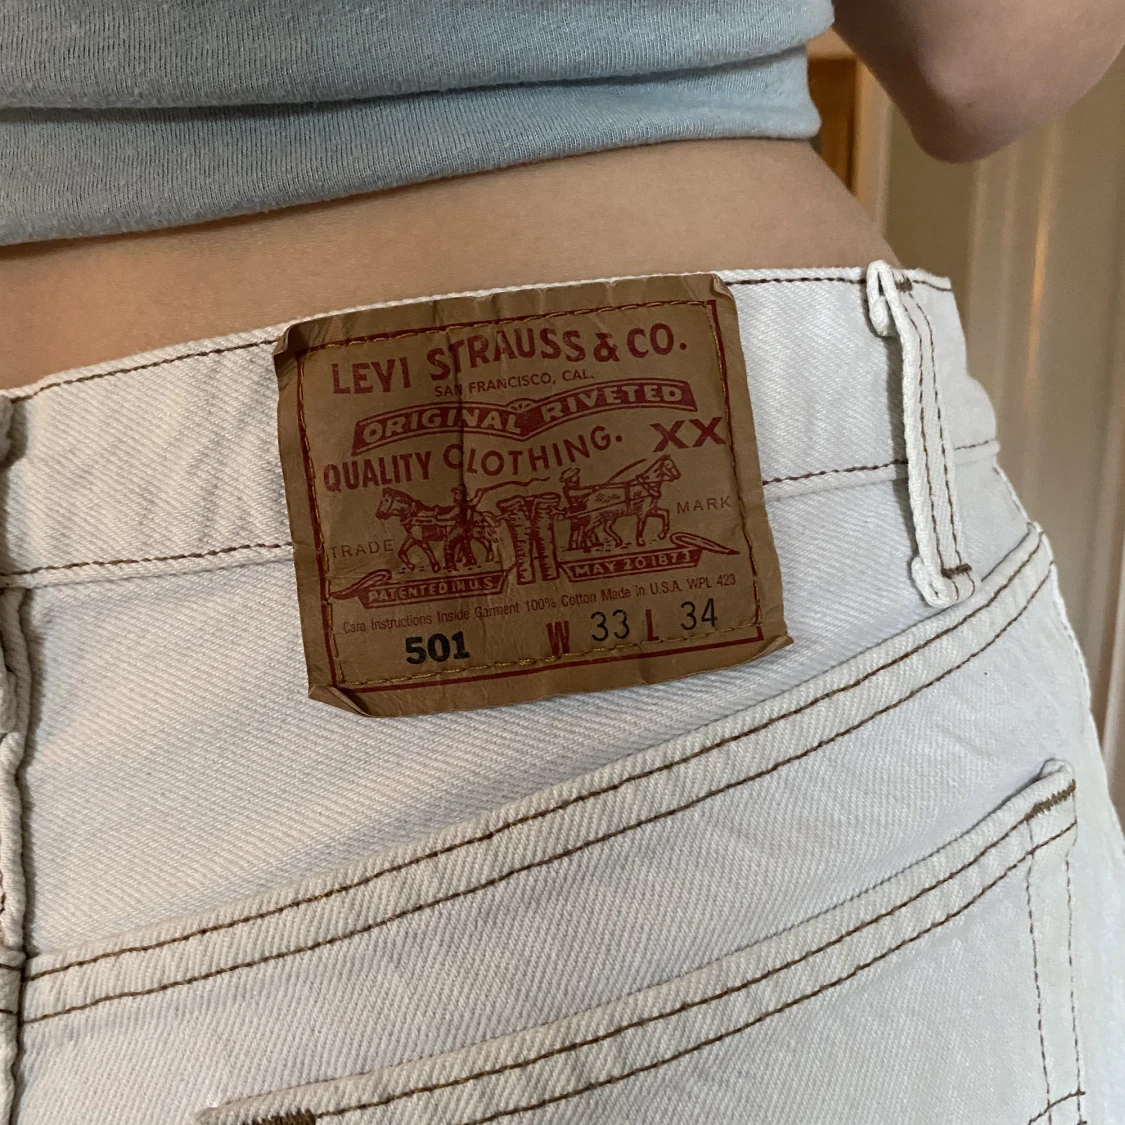 LEVI STRAUSS & CO.
SAN FRANCISCO, CAL.
ORIGINAL RIVETED
QUALITY CLOTHING. XX
TRADE MARK
PATENTED IN U.S. MAY 20 1873
Care Instructions Inside Garment 100% Cotton Made in U.S.A. WPL 423
501 W 33 L 34